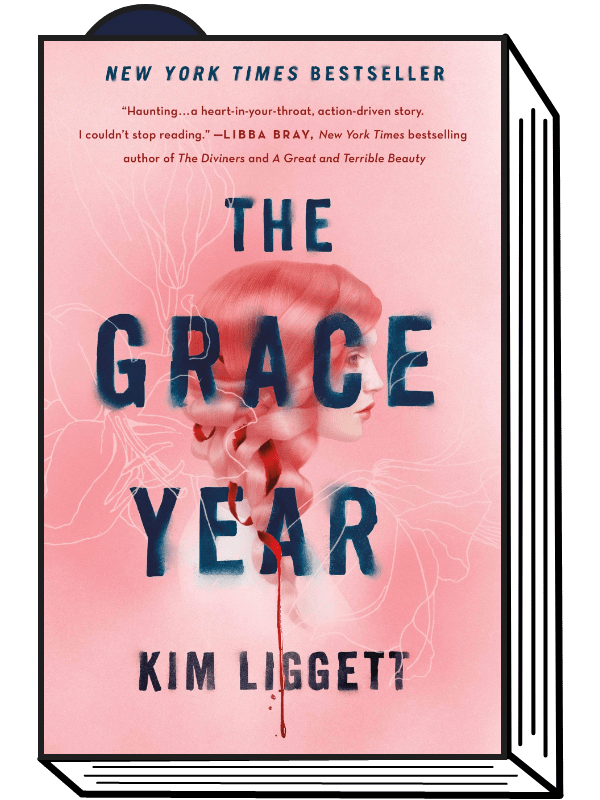 NEW YORK TIMES BESTSELLER
“Haunting…a heart-in-your-throat, action-driven story.
I couldn’t stop reading.” —LIBBA BRAY, New York Times bestselling
author of The Diviners and A Great and Terrible Beauty
THE
GRACE
YEAR
KIM LIGGETT